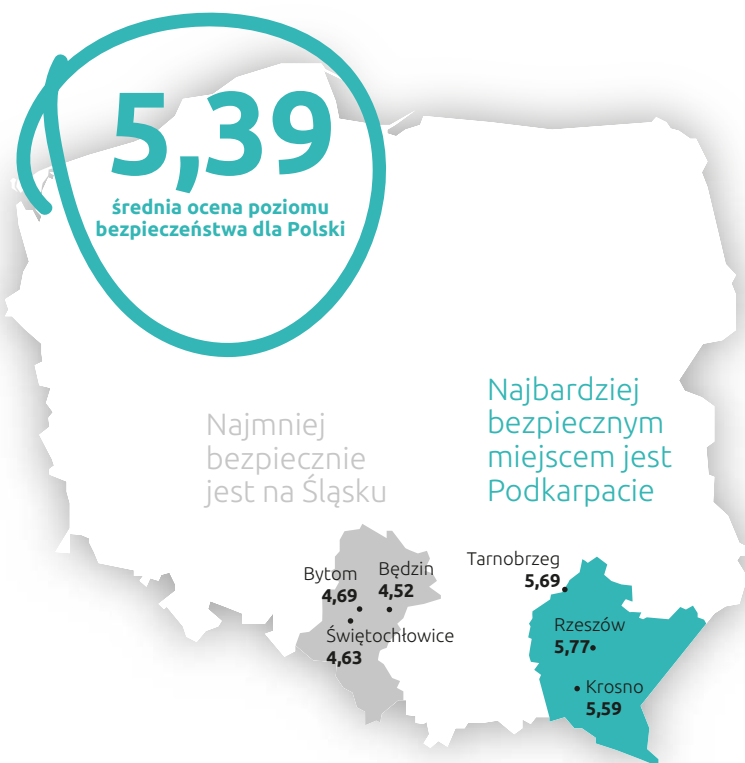 5,39
średnia ocena poziomu
bezpieczeństwa dla Polski
Najmniej
bezpiecznie
jest na Śląsku
Najbardziej
bezpiecznym
miejscem jest
Podkarpacie
Bytom
4,69
Będzin
4,52
Świętochłowice
4,63
Tarnobrzeg
5,69
Rzeszów
5,77
Krosno
5,59